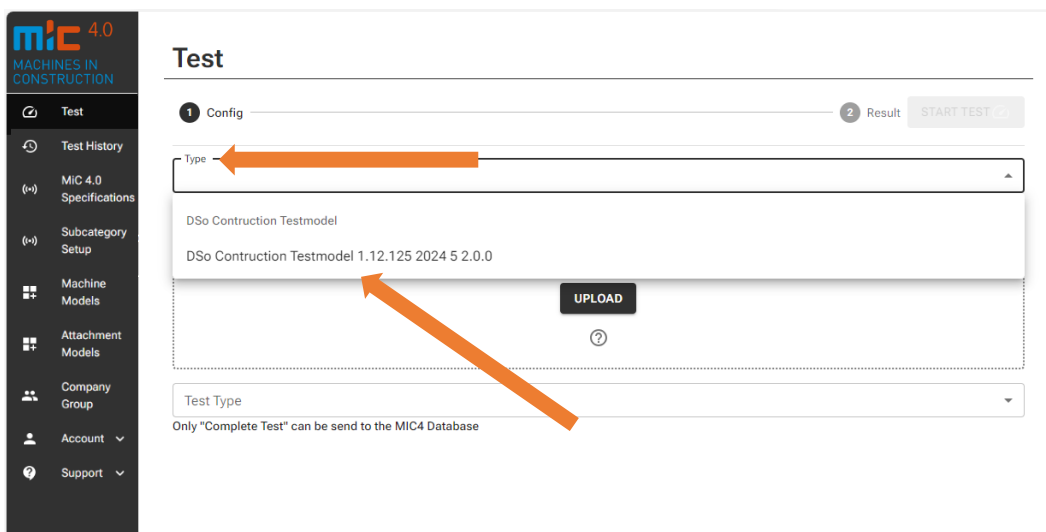 mic 4.0
MACHINES IN
CONSTRUCTION
Test
Test History
MiC 4.0
Specifications
Subcategory
Setup
Machine
Models
Attachment
Models
Company
Group
Account
Support
Test
1 Config
2 Result
START TEST
Type
DSo Contruction Testmodel
DSo Contruction Testmodel 1.12.125 2024 5 2.0.0
UPLOAD
?
Test Type
Only "Complete Test" can be send to the MIC4 Database